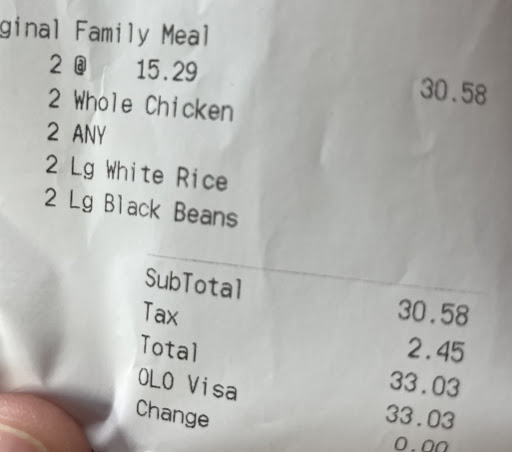 ginal Family Meal
2 @ 15.29 30.58
2 Whole Chicken
2 ANY
2 Lg White Rice
2 Lg Black Beans
SubTotal 30.58
Tax 2.45
Total 33.03
OLO Visa 33.03
Change 0.00